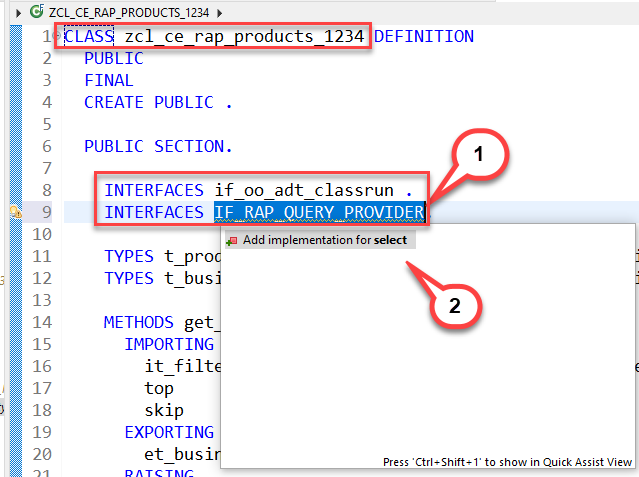 ZCL_CE_RAP_PRODUCTS_1234
1 CLASS zcl_ce_rap_products_1234 DEFINITION
2 PUBLIC
3 FINAL
4 CREATE PUBLIC .
5
6 PUBLIC SECTION.
7
8 INTERFACES if_oo_adt_classrun .
9 INTERFACES IF_RAP_QUERY_PROVIDER
1
10
Add implementation for select
11 TYPES t_prod
12 TYPES t_busi
2
13
14 METHODS get_
15 IMPORTING
16 it_filte
17 top
18 skip
19 EXPORTING
20 et_busin
Press 'Ctrl+Shift+1' to show in Quick Assist View
21 RAISING